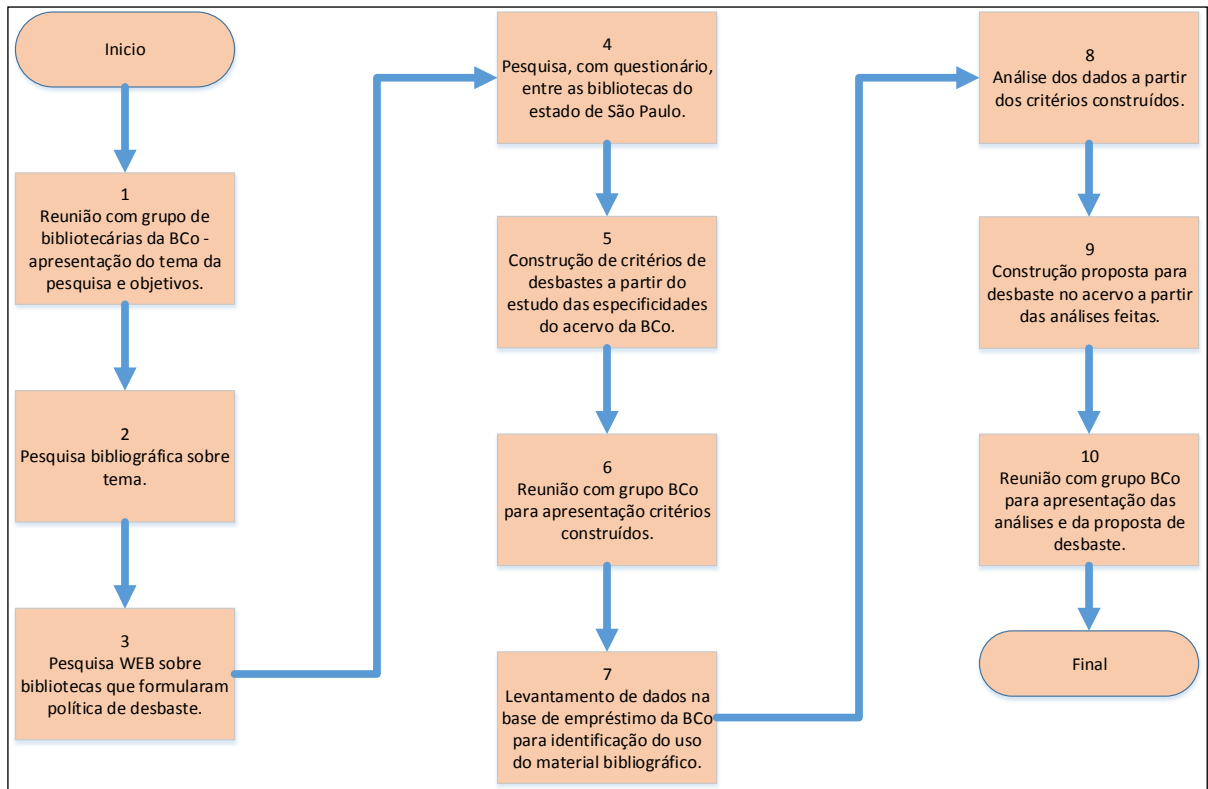 Inicio
1
Reunião com grupo de
bibliotecárias da BCo -
apresentação do tema da
pesquisa e objetivos.
2
Pesquisa bibliográfica sobre
tema.
3
Pesquisa WEB sobre
bibliotecas que formularam
política de desbaste.
4
Pesquisa, com questionário,
entre as bibliotecas do
estado de São Paulo.
5
Construção de critérios de
desbastes a partir do
estudo das especificidades
do acervo da BCo.
6
Reunião com grupo BCo
para apresentação critérios
construídos.
7
Levantamento de dados na
base de empréstimo da BCo
para identificação do uso
do material bibliográfico.
8
Análise dos dados a partir
dos critérios construídos.
9
Construção proposta para
desbaste no acervo a partir
das análises feitas.
10
Reunião com grupo BCo
para apresentação das
análises e da proposta de
desbaste.
Final